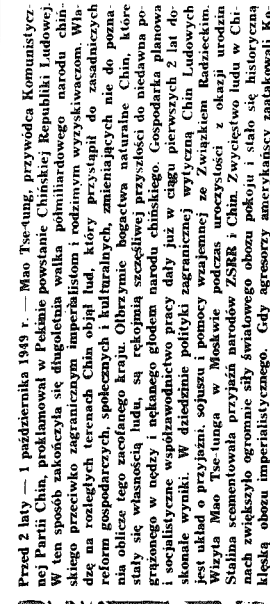 Przed 2 laty — 1 października 1949 r. — Mao Tse-tung, przywódca Komunistycz-
nej Partii Chin, proklamował w Pekinie powstanie Chińskiej Republiki Ludowej.
W ten sposób zakończyła się długoletnia walka półmiliardowego narodu chiń-
skiego przeciwko zagranicznym imperialistom i rodzimym wyzyskiwaczom. Wła-
dzę na rozległych terenach Chin objął lud, który przystąpił do zasadniczych
reform gospodarczych, społecznych i kulturalnych, zmieniających nie do pozna-
nia oblicze tego zacofanego kraju. Olbrzymie bogactwa naturalne Chin, które
stały się własnością ludu, są rękojmią szczęśliwej przyszłości do niedawna po-
grążonego w nędzy i nękanego głodem narodu chińskiego. Gospodarka planowa
i socjalistyczne współzawodnictwo pracy dały już w ciągu pierwszych 2 lat do-
skonałe wyniki. W dziedzinie polityki zagranicznej wytyczną Chin Ludowych
jest układ o przyjaźni, sojuszu i pomocy wzajemnej ze Związkiem Radzieckim.
Wizyta Mao Tse-tunga w Moskwie podczas uroczystości z okazji urodzin
Stalina scementowała przyjaźń narodów ZSRR i Chin. Zwycięstwo ludu w Chi-
nach zwiększyło ogromnie siły światowego obozu pokoju i stało się historyczną
klęską obozu imperialistycznego. Gdy agresorzy amerykańscy zaatakowali Ko-